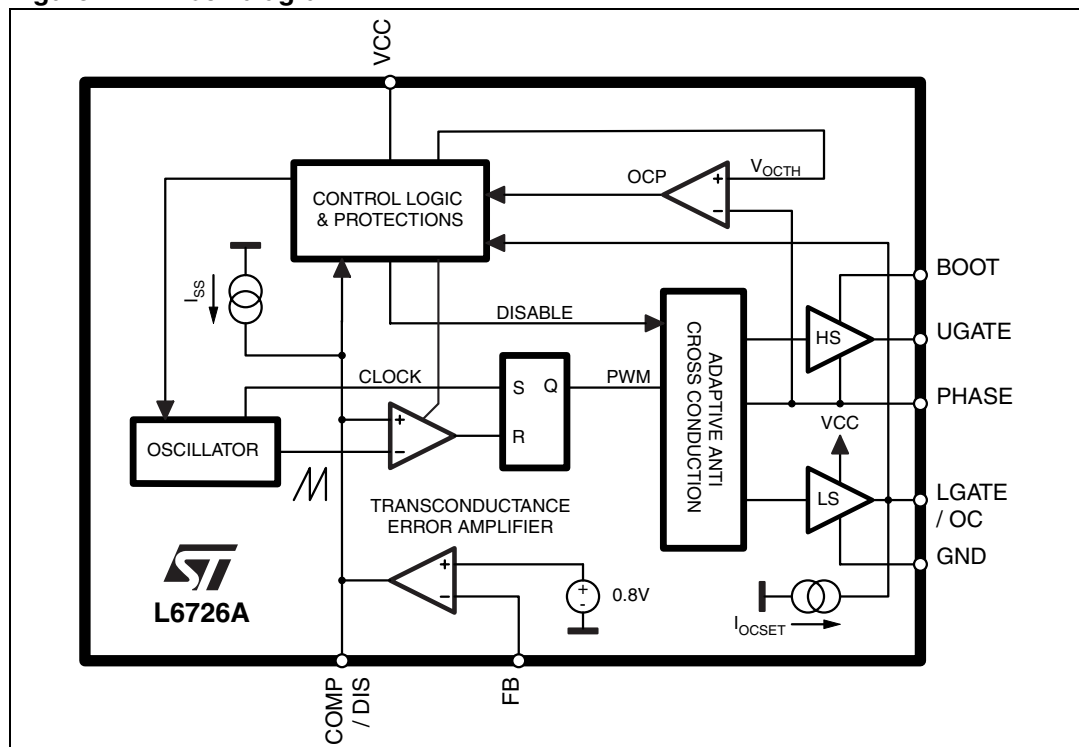 VCC
CONTROL LOGIC
& PROTECTIONS
OCP
VOCTH
+
−
ISS
DISABLE
ADAPTIVE ANTI
CROSS CONDUCTION
HS
BOOT
UGATE
PHASE
CLOCK
S Q
R
PWM
OSCILLATOR
+
−
VCC
LS
LGATE
/ OC
GND
TRANSCONDUCTANCE
ERROR AMPLIFIER
+
−
+
-
0.8V
IOCSET
ST
L6726A
COMP
/ DIS
FB